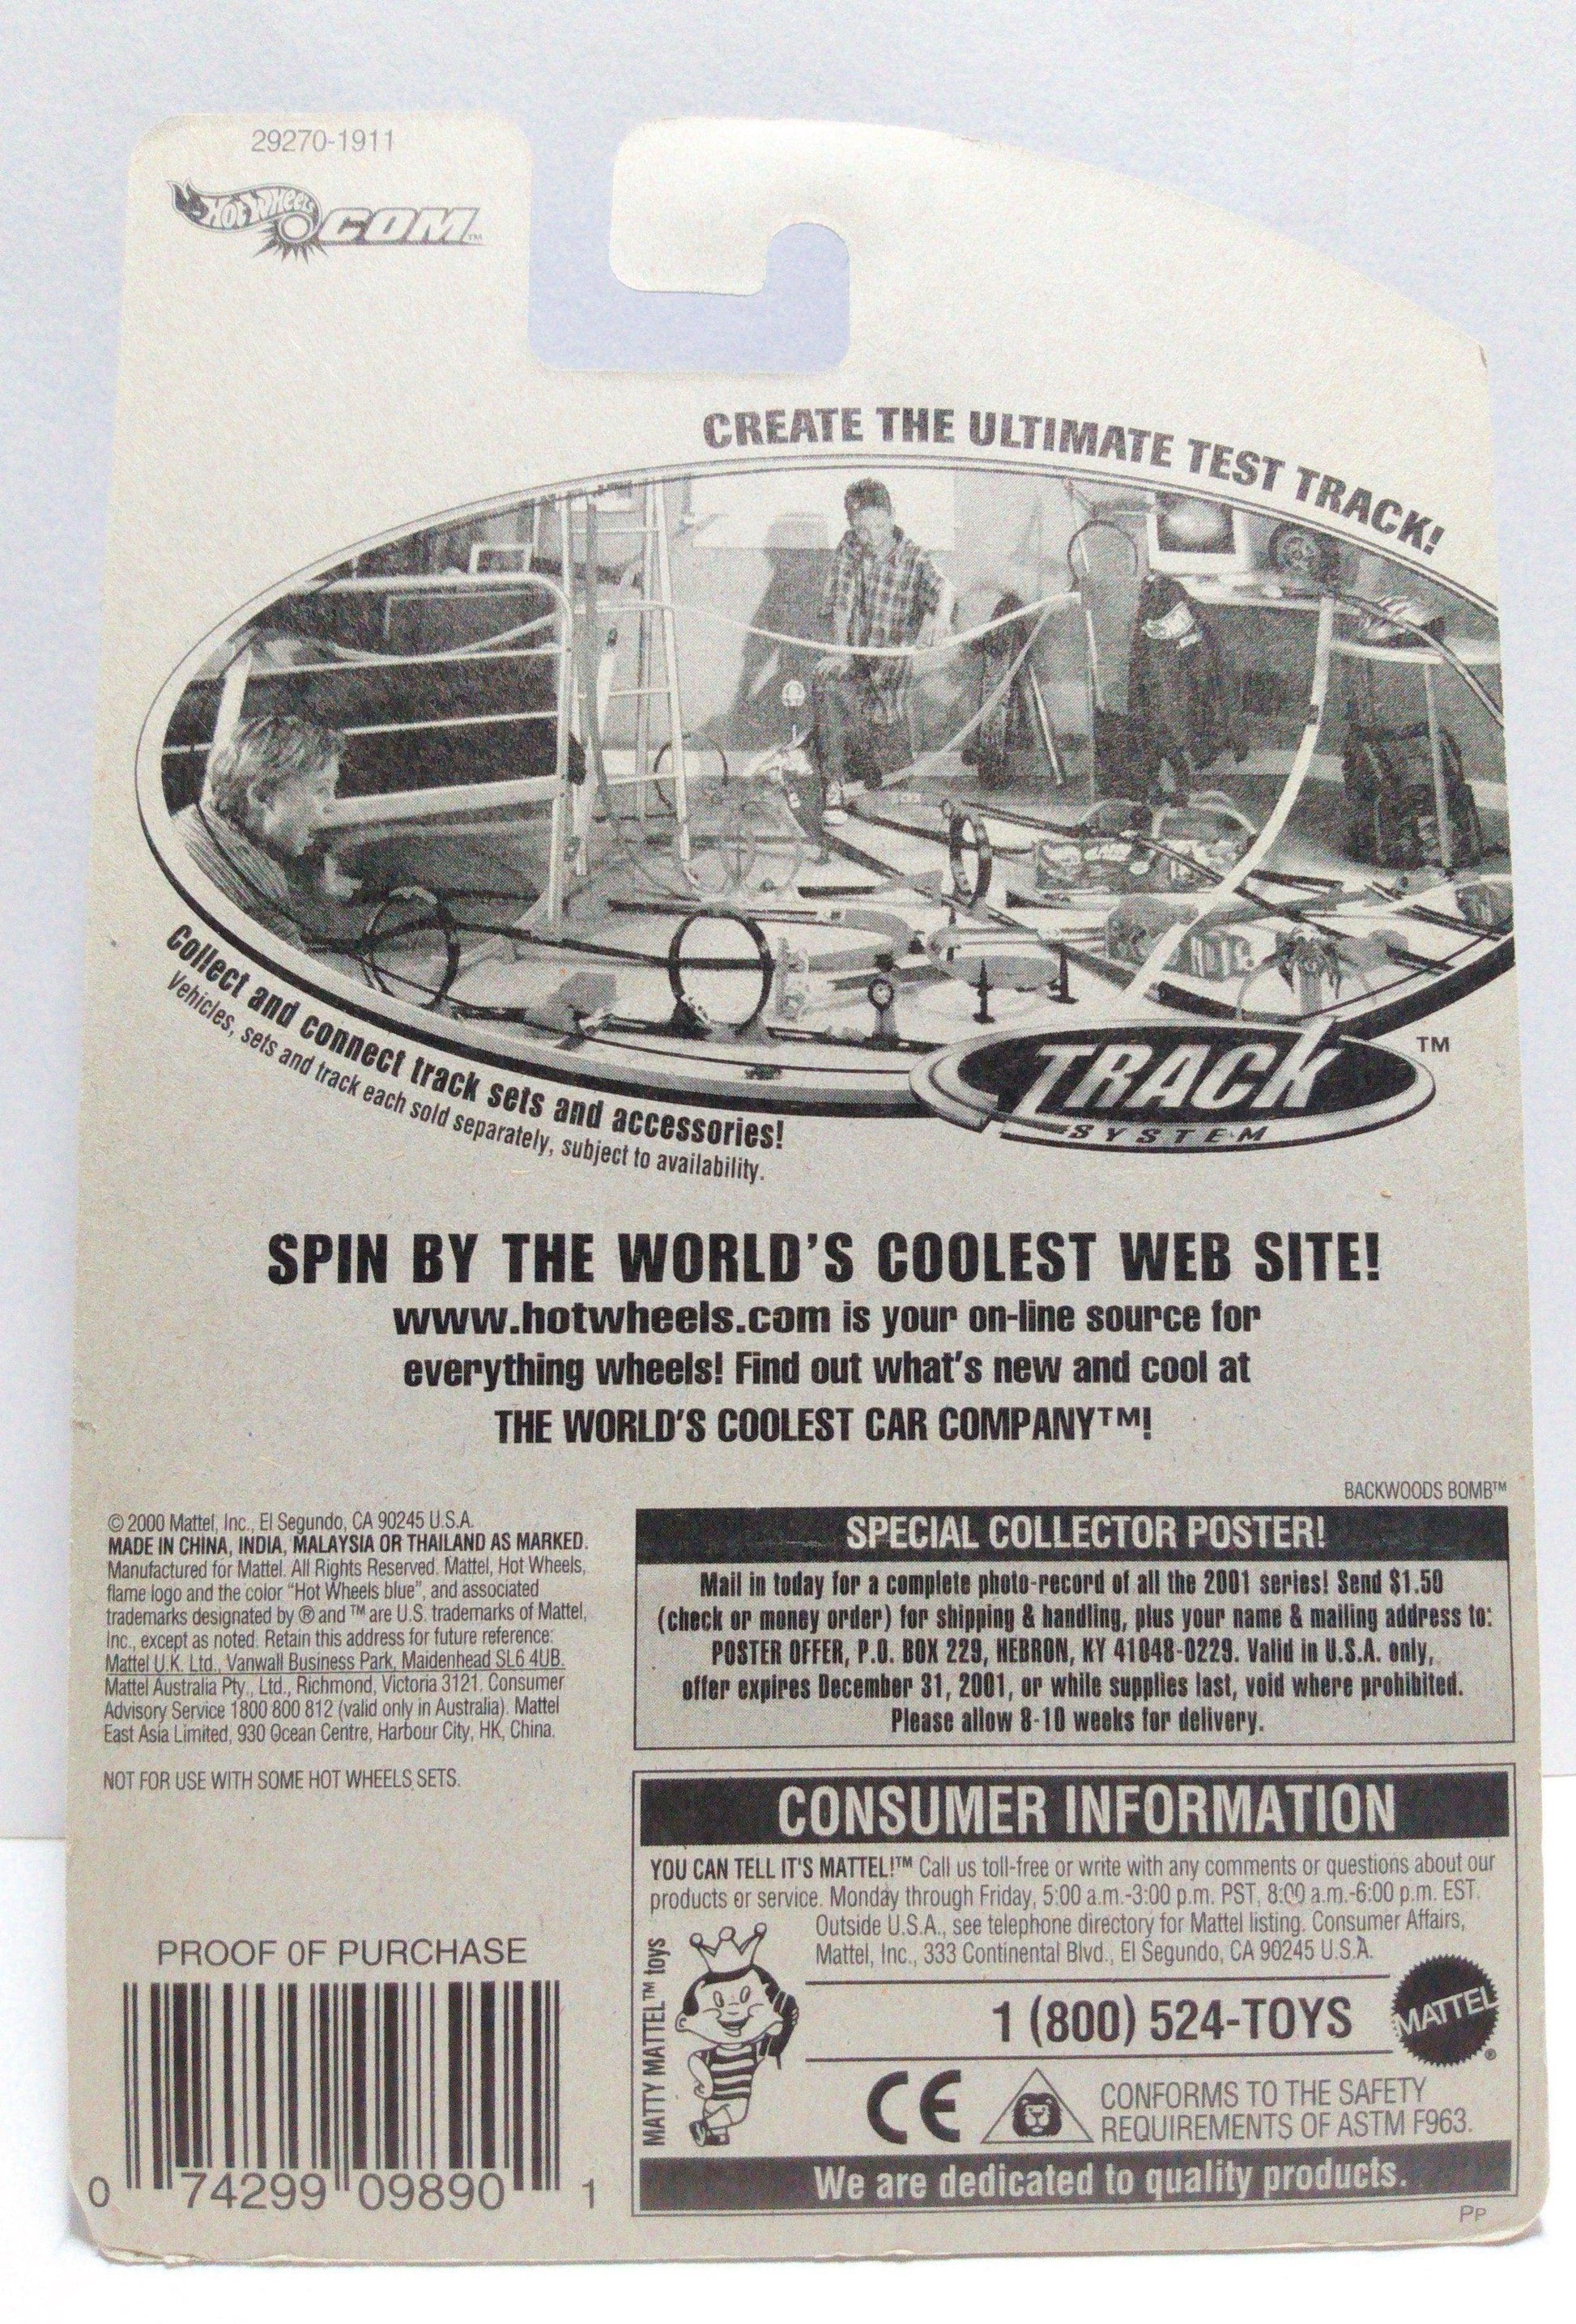 29270-1911
Hot Wheels
.COM™
CREATE THE ULTIMATE TEST TRACK!
Collect and connect track sets and accessories!
Vehicles, sets and track each sold separately, subject to availability.
TRACK ™
SYSTEM
SPIN BY THE WORLD'S COOLEST WEB SITE!
www.hotwheels.com is your on-line source for
everything wheels! Find out what's new and cool at
THE WORLD'S COOLEST CAR COMPANY™!
© 2000 Mattel, Inc., El Segundo, CA 90245 U.S.A.
MADE IN CHINA, INDIA, MALAYSIA OR THAILAND AS MARKED.
Manufactured for Mattel. All Rights Reserved. Mattel, Hot Wheels,
flame logo and the color "Hot Wheels blue", and associated
trademarks designated by ® and ™ are U.S. trademarks of Mattel,
Inc., except as noted. Retain this address for future reference:
Mattel U.K. Ltd., Vanwall Business Park, Maidenhead SL6 4UB.
Mattel Australia Pty., Ltd., Richmond, Victoria 3121. Consumer
Advisory Service 1800 800 812 (valid only in Australia). Mattel
East Asia Limited, 930 Ocean Centre, Harbour City, HK, China.
NOT FOR USE WITH SOME HOT WHEELS SETS.
BACKWOODS BOMB™
SPECIAL COLLECTOR POSTER!
Mail in today for a complete photo-record of all the 2001 series! Send $1.50
(check or money order) for shipping & handling, plus your name & mailing address to:
POSTER OFFER, P.O. BOX 229, HEBRON, KY 41048-0229. Valid in U.S.A. only,
offer expires December 31, 2001, or while supplies last, void where prohibited.
Please allow 8-10 weeks for delivery.
CONSUMER INFORMATION
YOU CAN TELL IT'S MATTEL!™ Call us toll-free or write with any comments or questions about our
products or service. Monday through Friday, 5:00 a.m.-3:00 p.m. PST, 8:00 a.m.-6:00 p.m. EST.
Outside U.S.A., see telephone directory for Mattel listing. Consumer Affairs,
Mattel, Inc., 333 Continental Blvd., El Segundo, CA 90245 U.S.A.
MATTY MATTEL™ toys
1 (800) 524-TOYS
MATTEL®
CE
CONFORMS TO THE SAFETY
REQUIREMENTS OF ASTM F963.
We are dedicated to quality products.
PP
PROOF OF PURCHASE
0 74299 09890 1